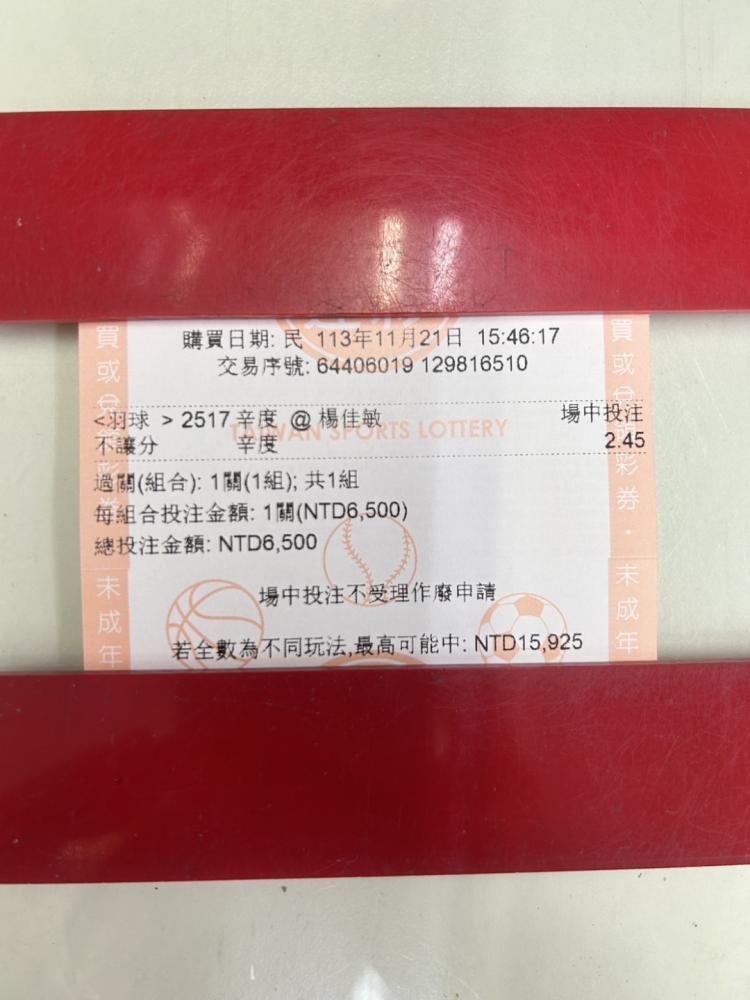 購買日期: 民 113年11月21日 15:46:17
交易序號: 64406019 129816510
<羽球 > 2517 辛度 @ 楊佳敏 場中投注
TAIWAN SPORTS LOTTERY
不讓分 辛度 2.45
過關(組合): 1關(1組); 共1組
每組合投注金額: 1關(NTD6,500)
總投注金額: NTD6,500
場中投注不受理作廢申請
若全數為不同玩法,最高可能中: NTD15,925
買或
彩券
未成年
買或
彩券·未成年